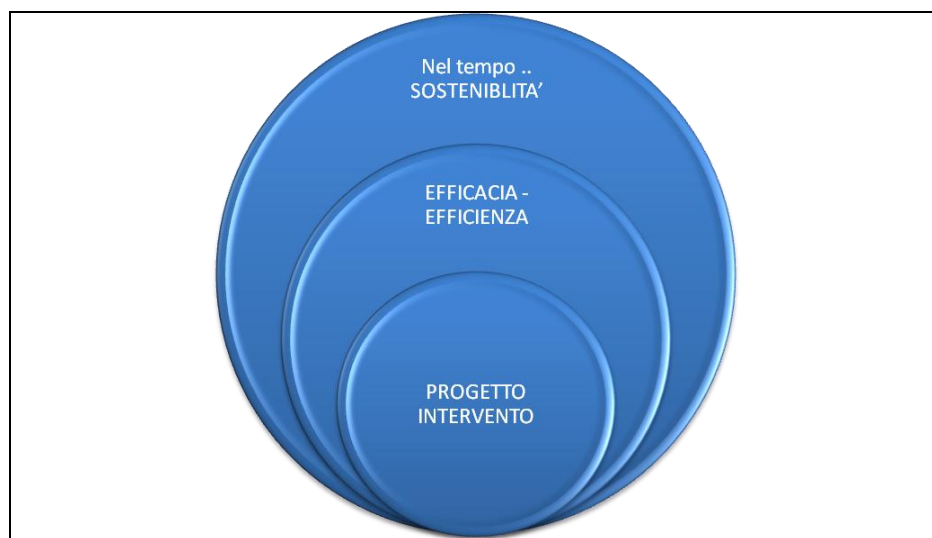 Nel tempo ..
SOSTENIBLITA'
EFFICACIA -
EFFICIENZA
PROGETTO
INTERVENTO